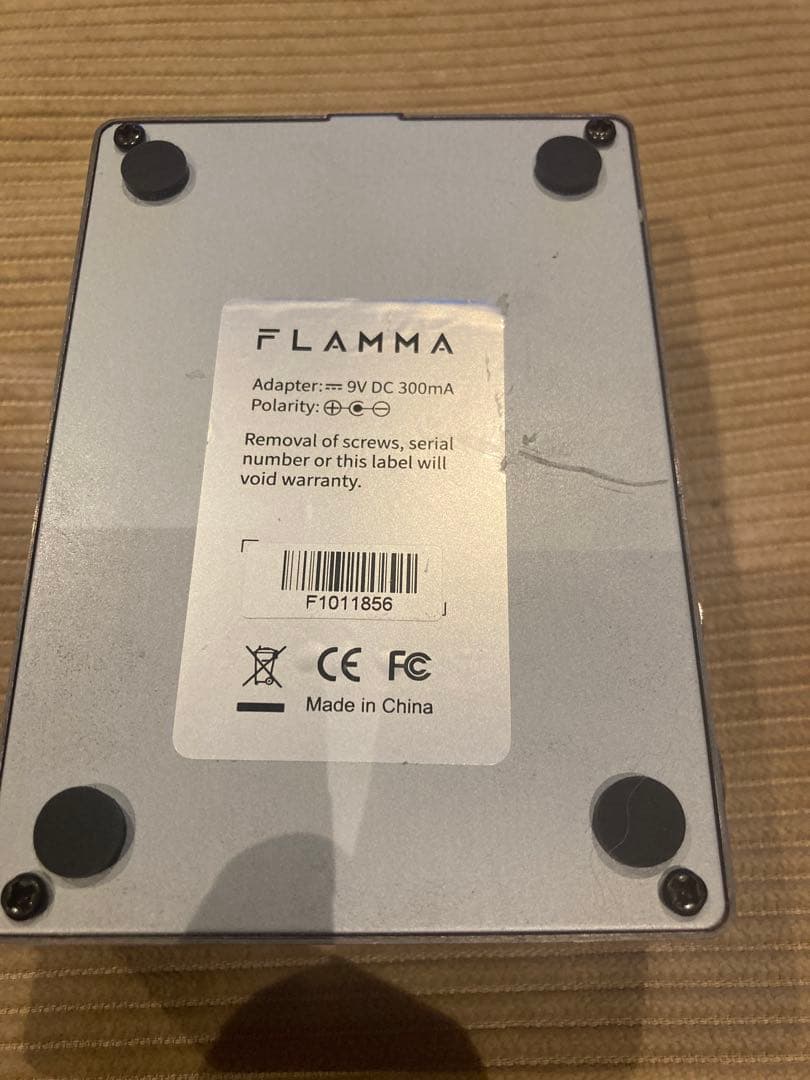 FLAMMA
Adapter:⎓ 9V DC 300mA
Polarity:
Removal of screws, serial
number or this label will
void warranty.
F1011856
CE FC
Made in China